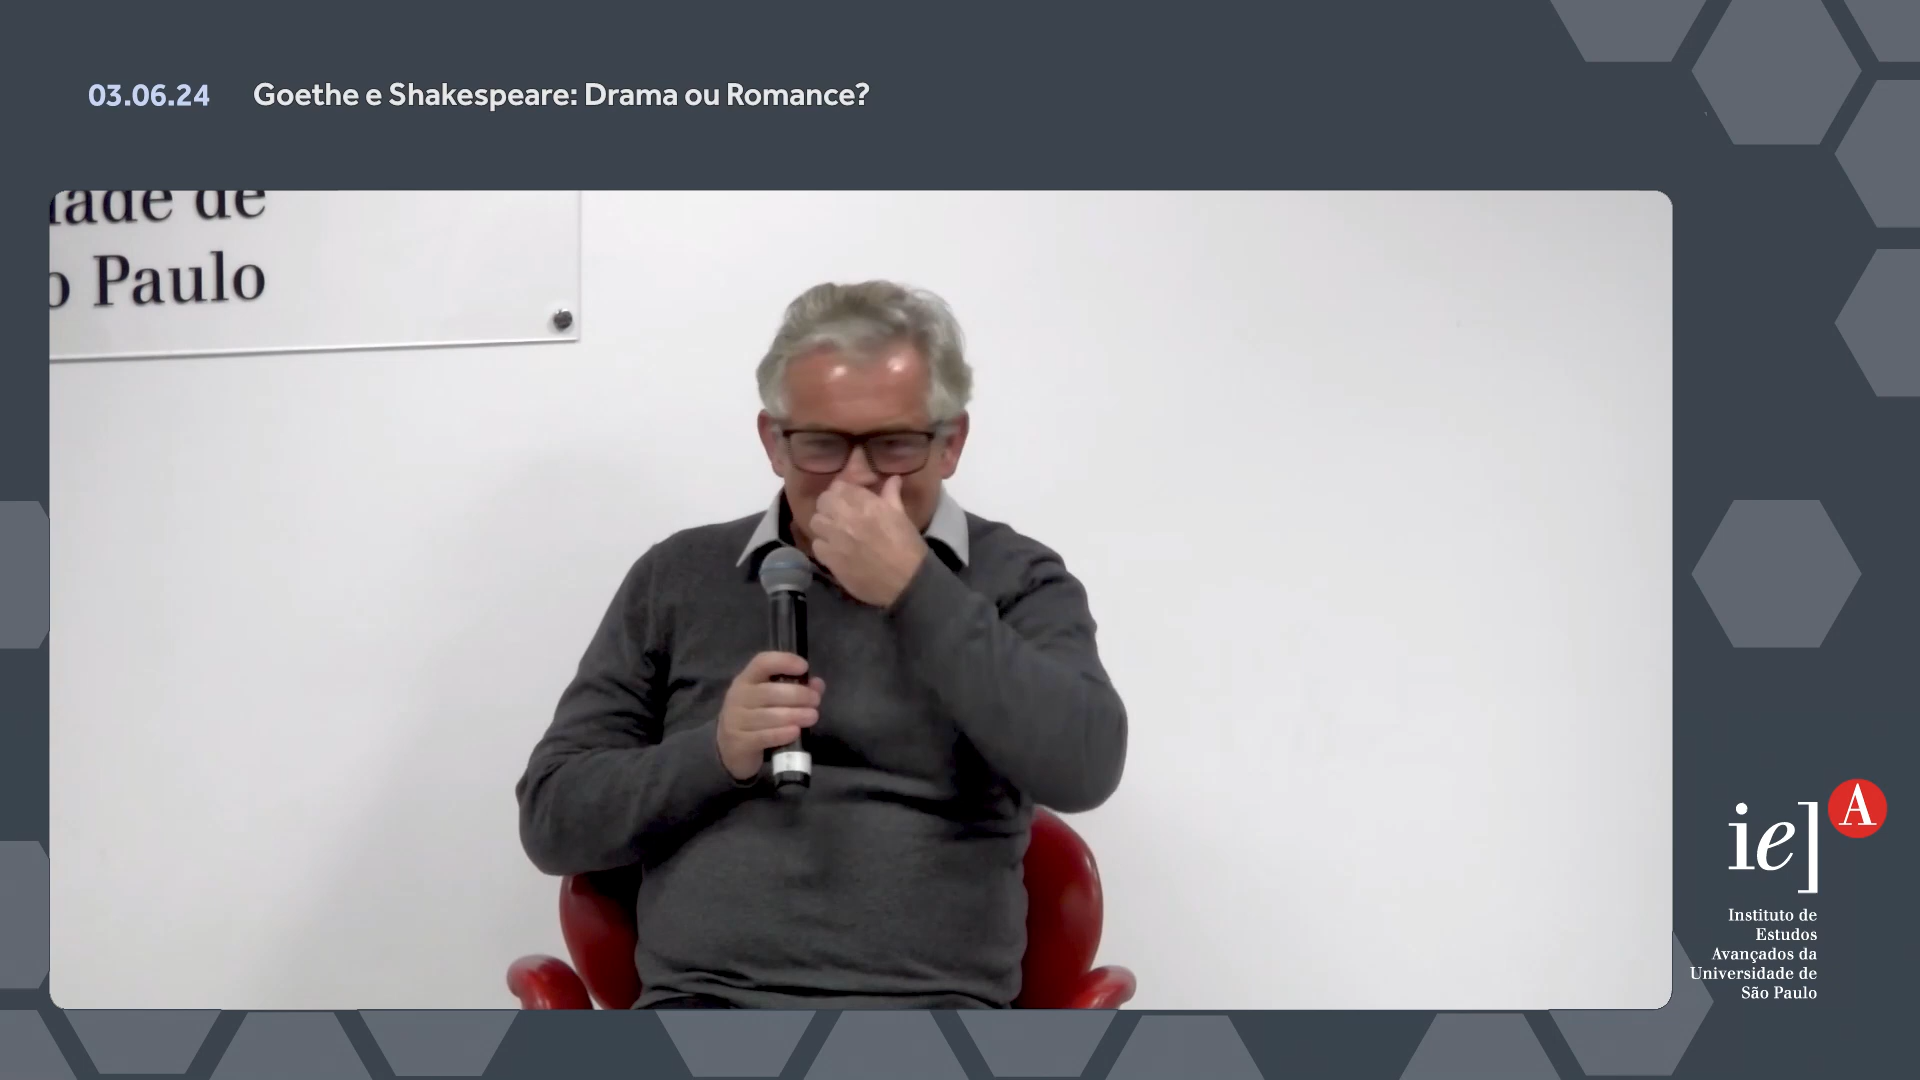 03.06.24 Goethe e Shakespeare: Drama ou Romance?
dade de
o Paulo
ie] A
Instituto de
Estudos
Avançados da
Universidade de
São Paulo